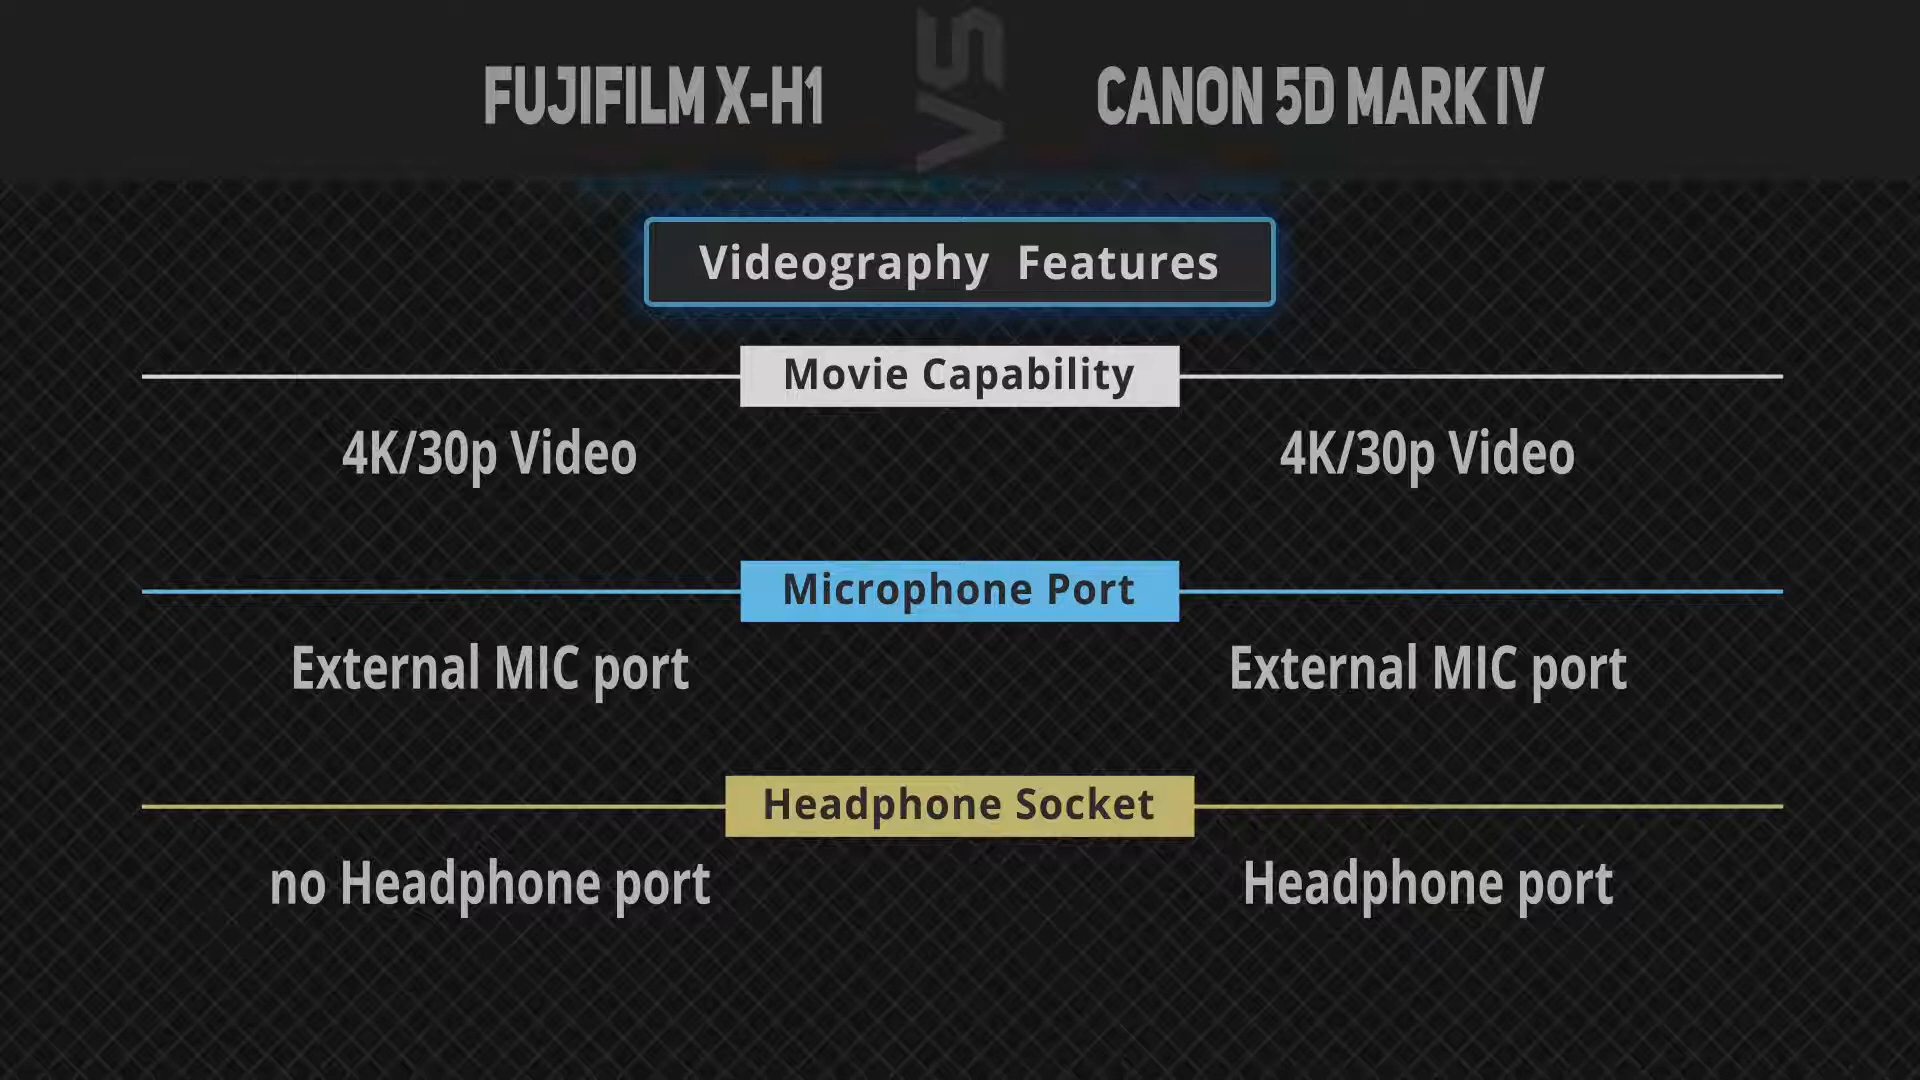 FUJIFILM X-H1
VS
CANON 5D MARK IV
Videography Features
Movie Capability
4K/30p Video
4K/30p Video
Microphone Port
External MIC port
External MIC port
Headphone Socket
no Headphone port
Headphone port